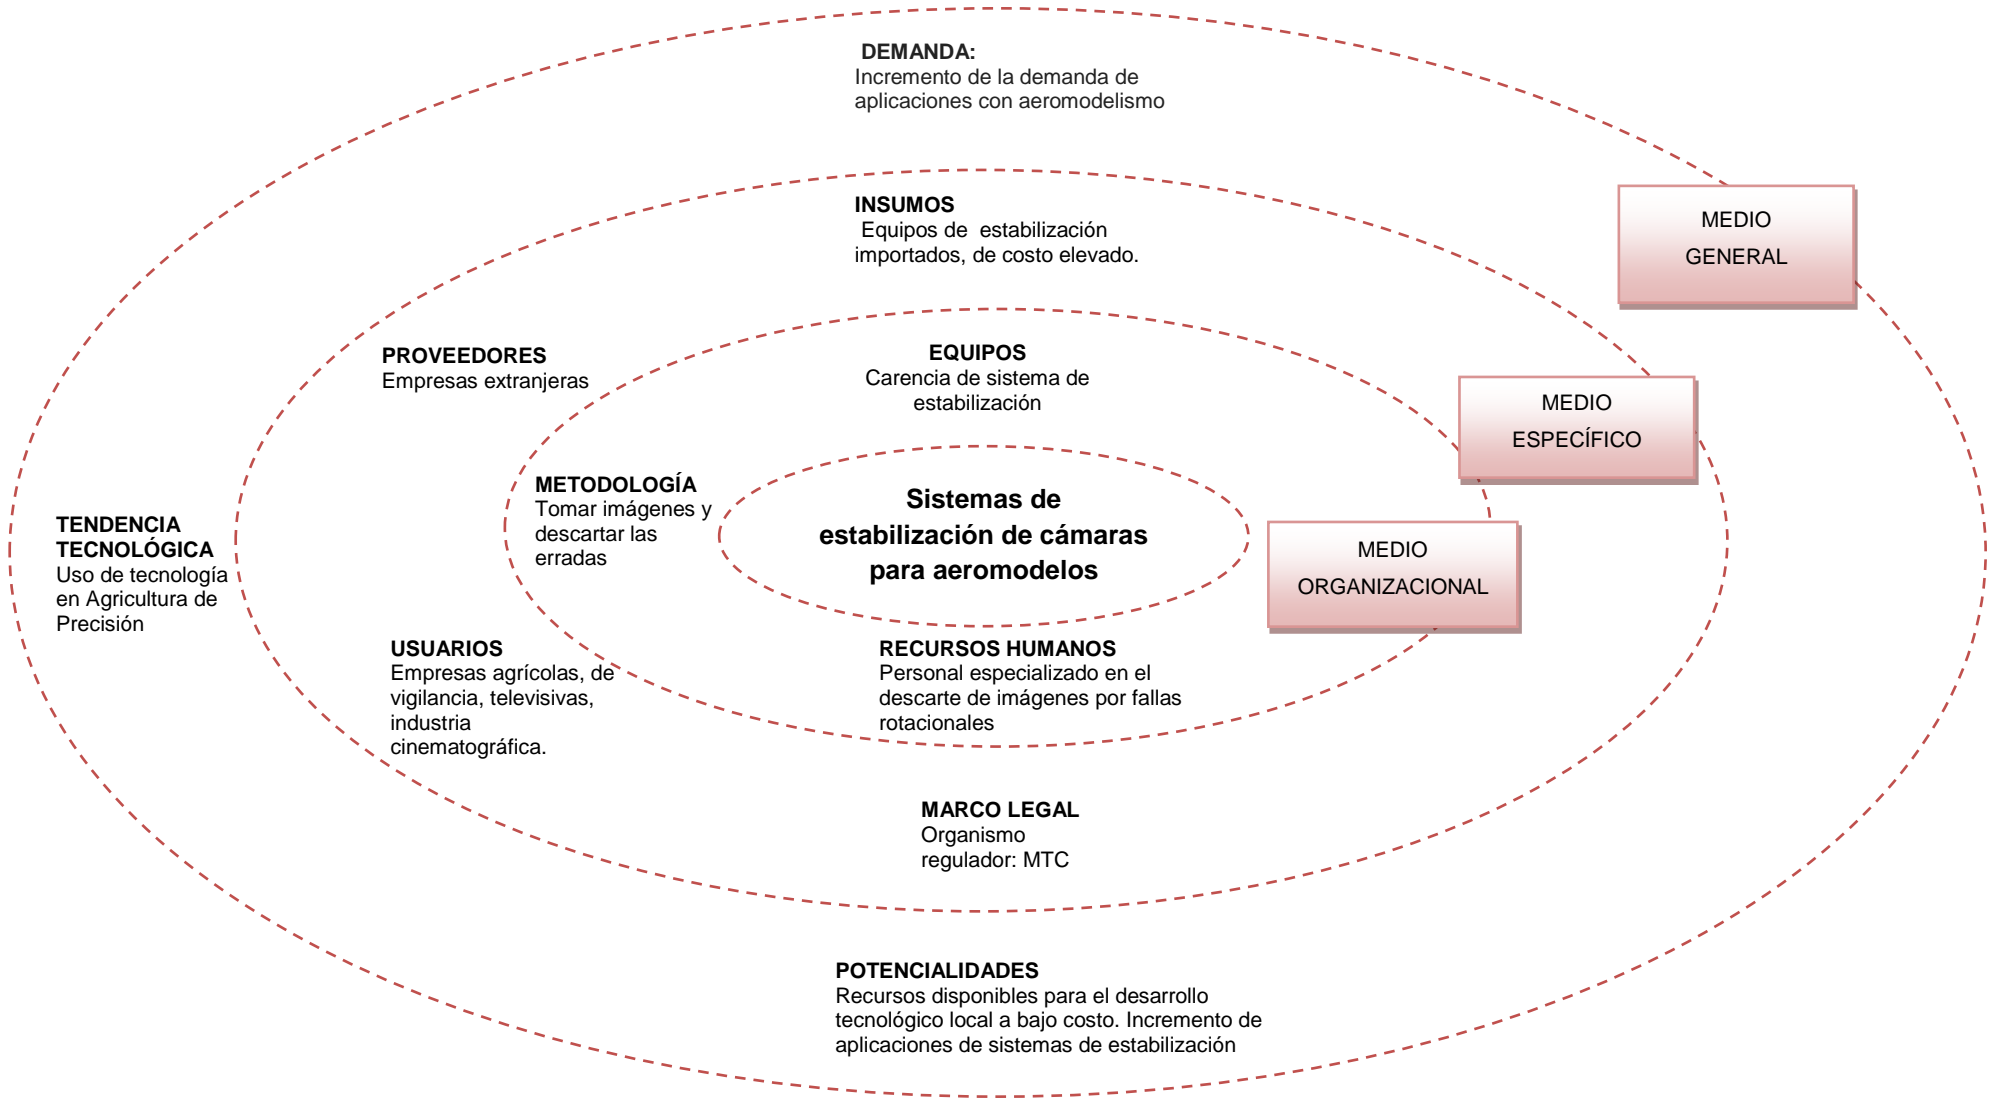 DEMANDA:
Incremento de la demanda de
aplicaciones con aeromodelismo
MEDIO
GENERAL
INSUMOS
Equipos de estabilización
importados, de costo elevado.
PROVEEDORES
Empresas extranjeras
EQUIPOS
Carencia de sistema de
estabilización
MEDIO
ESPECÍFICO
METODOLOGÍA
Tomar imágenes y
descartar las
erradas
Sistemas de
estabilización de cámaras
para aeromodelos
MEDIO
ORGANIZACIONAL
TENDENCIA
TECNOLÓGICA
Uso de tecnología
en Agricultura de
Precisión
USUARIOS
Empresas agrícolas, de
vigilancia, televisivas,
industria
cinematográfica.
RECURSOS HUMANOS
Personal especializado en el
descarte de imágenes por fallas
rotacionales
MARCO LEGAL
Organismo
regulador: MTC
POTENCIALIDADES
Recursos disponibles para el desarrollo
tecnológico local a bajo costo. Incremento de
aplicaciones de sistemas de estabilización